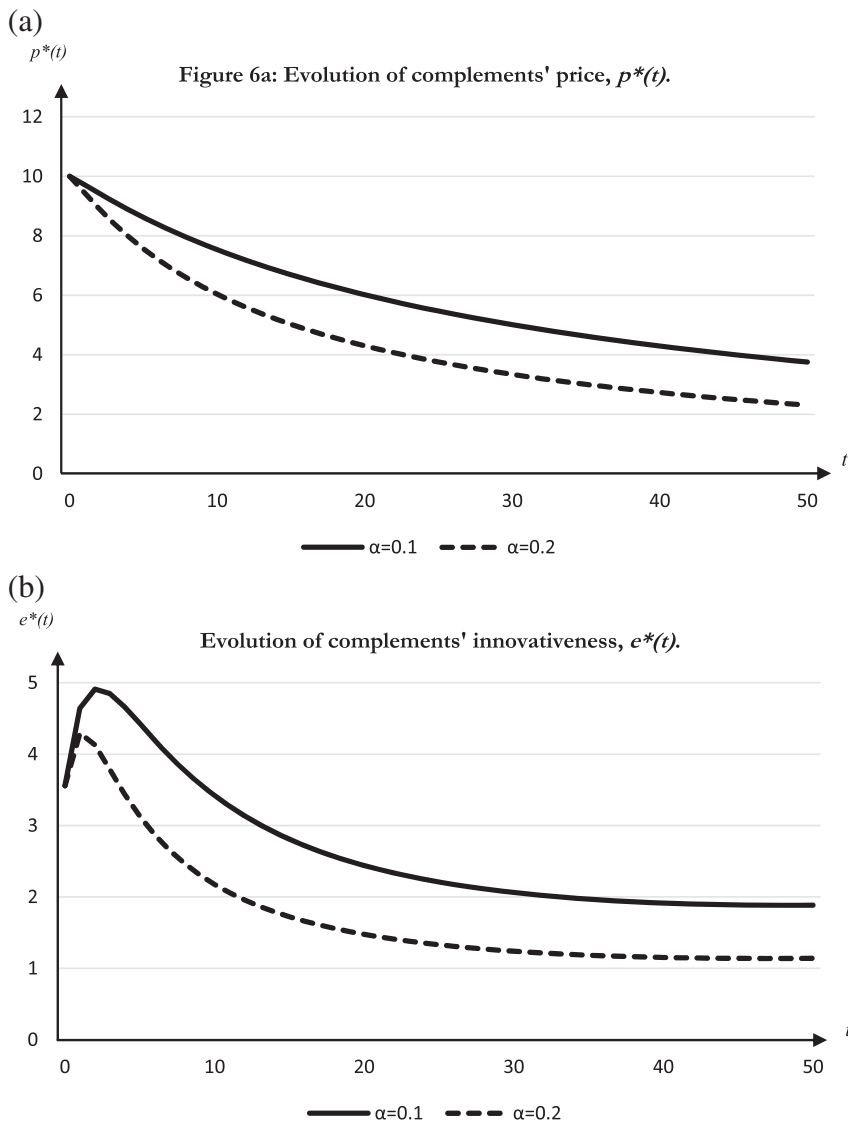 (a)
p*(t)
Figure 6a: Evolution of complements' price, p*(t).
12
10
8
6
4
2
0
t
0 10 20 30 40 50
α=0.1 α=0.2
(b)
e*(t)
Evolution of complements' innovativeness, e*(t).
5
4
3
2
1
0
t
0 10 20 30 40 50
α=0.1 α=0.2